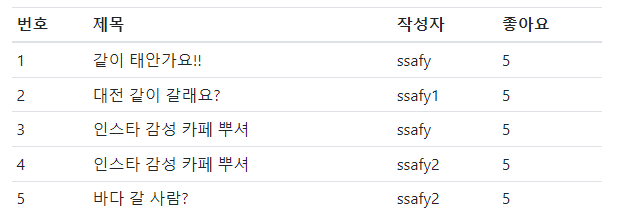 번호 제목 작성자 좋아요
1 같이 태안가요!! ssafy 5
2 대전 같이 갈래요? ssafy1 5
3 인스타 감성 카페 뿌셔 ssafy 5
4 인스타 감성 카페 뿌셔 ssafy2 5
5 바다 갈 사람? ssafy2 5